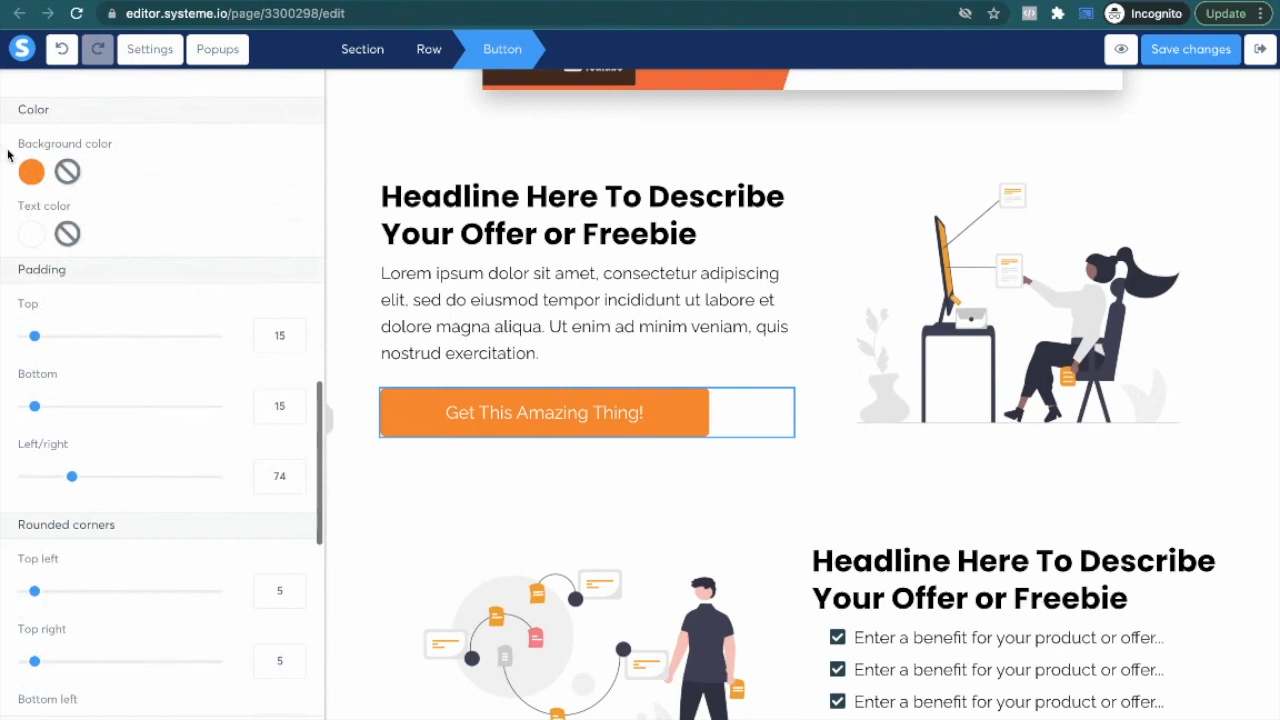 editor.systeme.io/page/3300298/edit
Incognito
Update
S
Settings
Popups
Section
Row
Button
Save changes
Color
Background color
Text color
Padding
Top
15
Bottom
15
Left/right
74
Rounded corners
Top left
5
Top right
5
Bottom left
Headline Here To Describe
Your Offer or Freebie
Lorem ipsum dolor sit amet, consectetur adipiscing
elit, sed do eiusmod tempor incididunt ut labore et
dolore magna aliqua. Ut enim ad minim veniam, quis
nostrud exercitation.
Get This Amazing Thing!
Headline Here To Describe
Your Offer or Freebie
Enter a benefit for your product or offer...
Enter a benefit for your product or offer...
Enter a benefit for your product or offer...